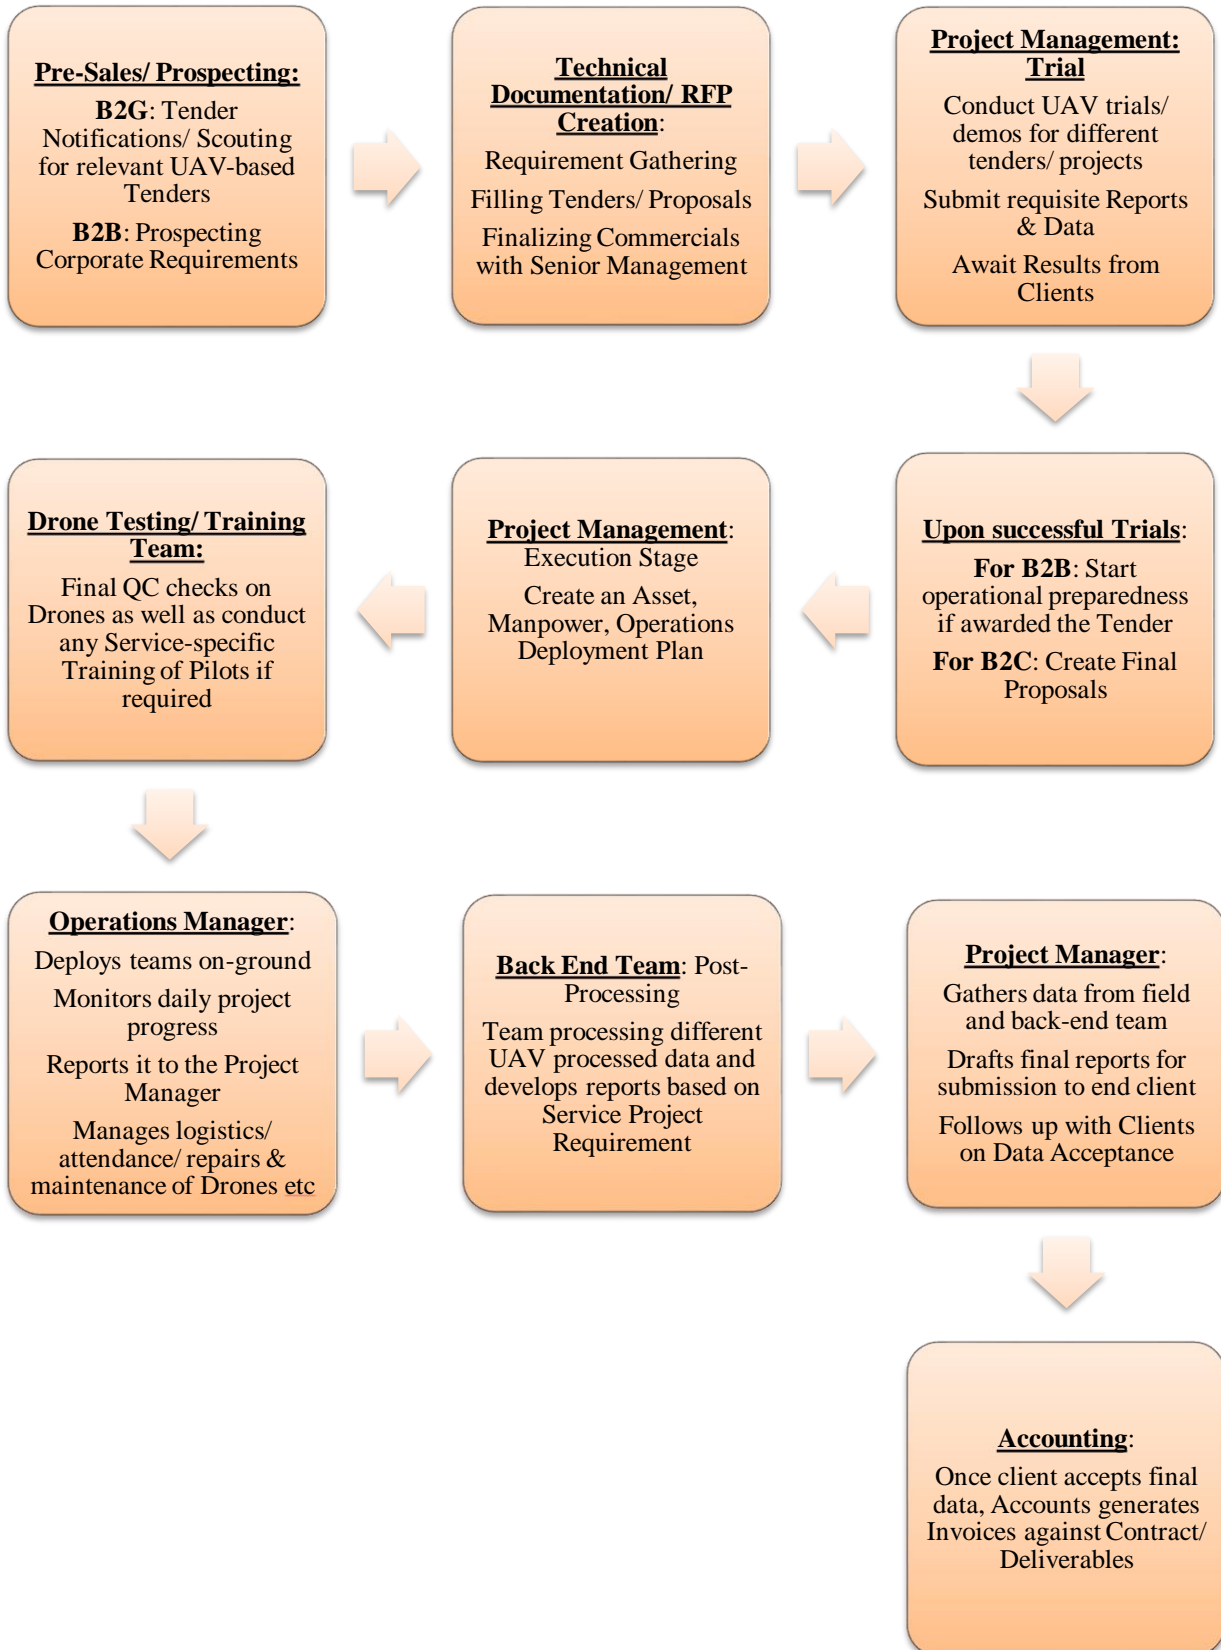 Pre-Sales/ Prospecting:
B2G: Tender
Notifications/ Scouting
for relevant UAV-based
Tenders
B2B: Prospecting
Corporate Requirements
Technical
Documentation/ RFP
Creation:
Requirement Gathering
Filling Tenders/ Proposals
Finalizing Commercials
with Senior Management
Project Management:
Trial
Conduct UAV trials/
demos for different
tenders/ projects
Submit requisite Reports
& Data
Await Results from
Clients
Upon successful Trials:
For B2B: Start
operational preparedness
if awarded the Tender
For B2C: Create Final
Proposals
Project Management:
Execution Stage
Create an Asset,
Manpower, Operations
Deployment Plan
Drone Testing/ Training
Team:
Final QC checks on
Drones as well as conduct
any Service-specific
Training of Pilots if
required
Operations Manager:
Deploys teams on-ground
Monitors daily project
progress
Reports it to the Project
Manager
Manages logistics/
attendance/ repairs &
maintenance of Drones etc
Back End Team: Post-
Processing
Team processing different
UAV processed data and
develops reports based on
Service Project
Requirement
Project Manager:
Gathers data from field
and back-end team
Drafts final reports for
submission to end client
Follows up with Clients
on Data Acceptance
Accounting:
Once client accepts final
data, Accounts generates
Invoices against Contract/
Deliverables